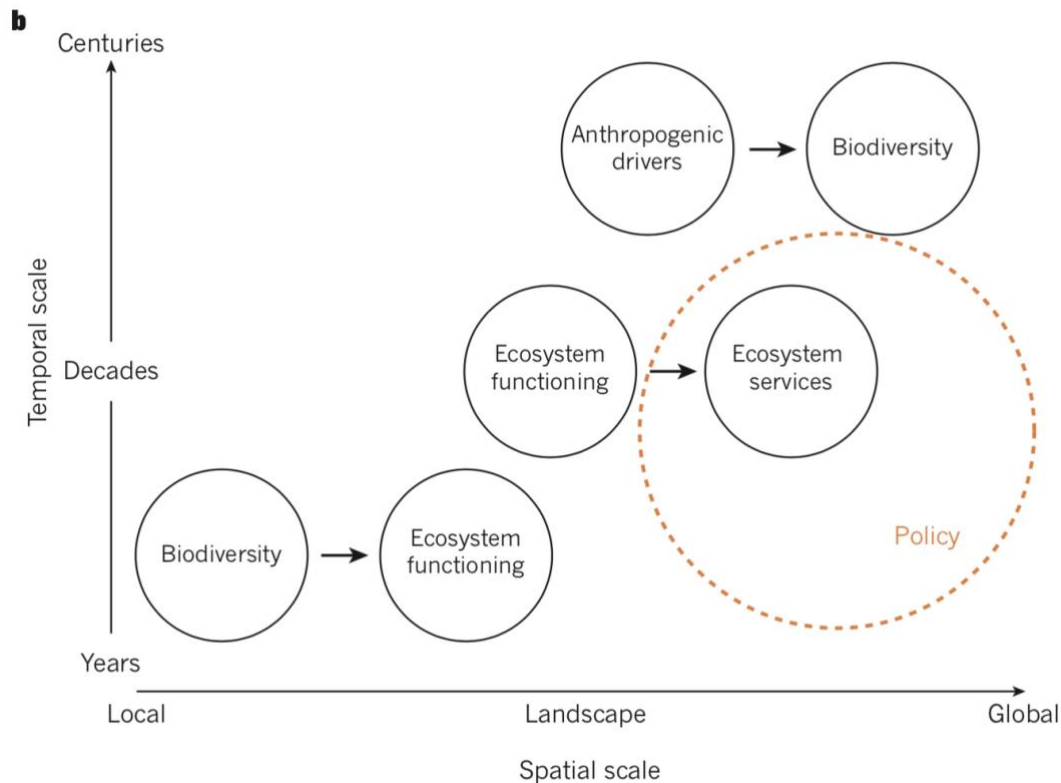 b
Centuries
Anthropogenic
drivers
Biodiversity
Temporal scale
Decades
Ecosystem
functioning
Ecosystem
services
Policy
Biodiversity
Ecosystem
functioning
Years
Local
Landscape
Global
Spatial scale